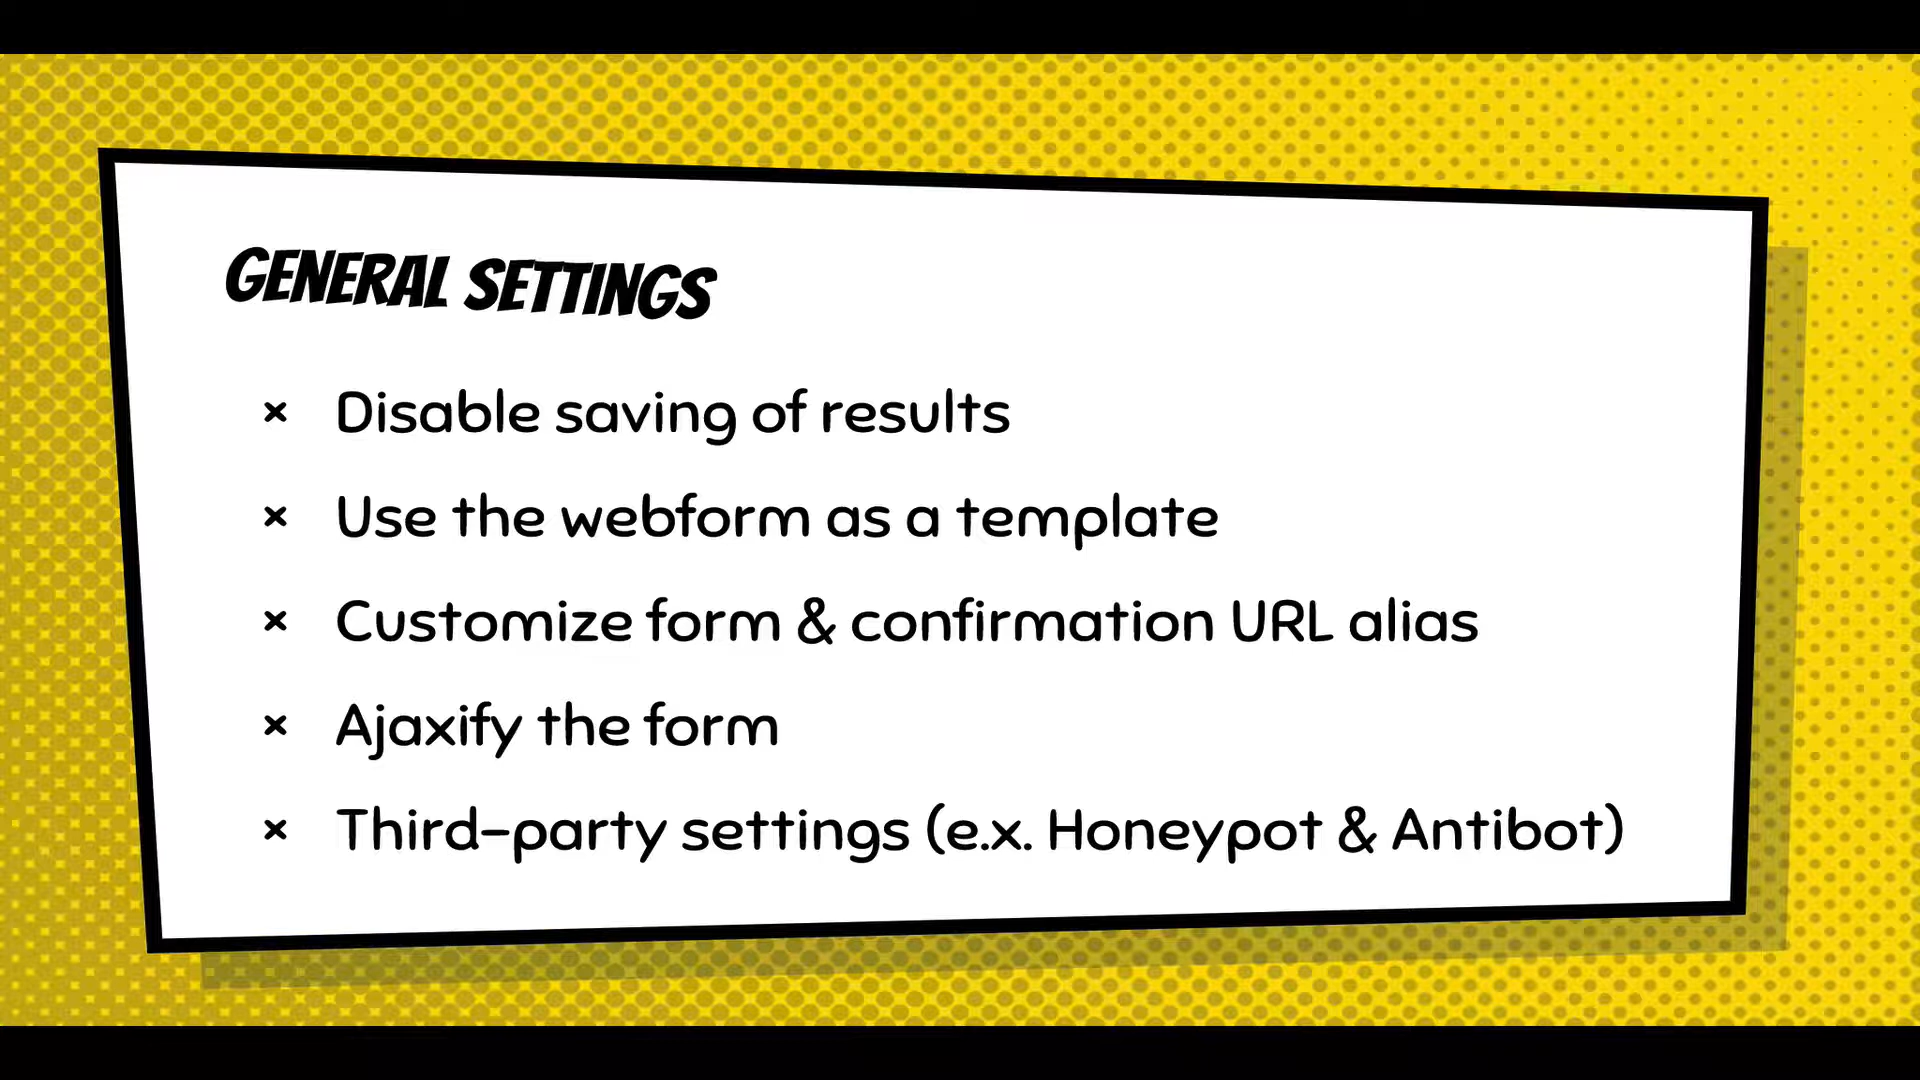 GENERAL SETTINGS
× Disable saving of results
× Use the webform as a template
× Customize form & confirmation URL alias
× Ajaxify the form
× Third-party settings (e.x. Honeypot & Antibot)